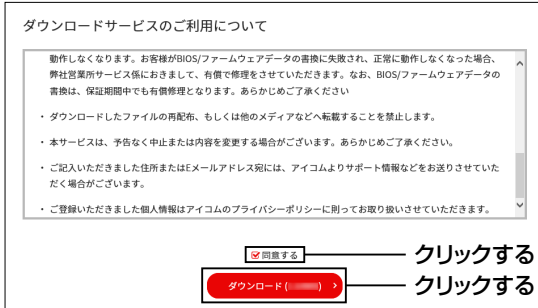 ダウンロードサービスのご利用について
動作しなくなります。お客様がBIOS/ファームウェアデータの書換に失敗され、正常に動作しなくなった場合、
弊社営業所サービス係におきまして、有償で修理をさせていただきます。なお、BIOS/ファームウェアデータの
書換は、保証期間中でも有償修理となります。あらかじめご了承ください
・ダウンロードしたファイルの再配布、もしくは他のメディアなどへ転載することを禁止します。
・本サービスは、予告なく中止または内容を変更する場合がございます。あらかじめご了承ください。
・ご記入いただきました住所またはEメールアドレス宛には、アイコムよりサポート情報などをお送りさせていた
だく場合がございます。
・ご登録いただきました個人情報はアイコムのプライバシーポリシーに則ってお取り扱いさせていただきます。
同意する クリックする
ダウンロード ( ) クリックする